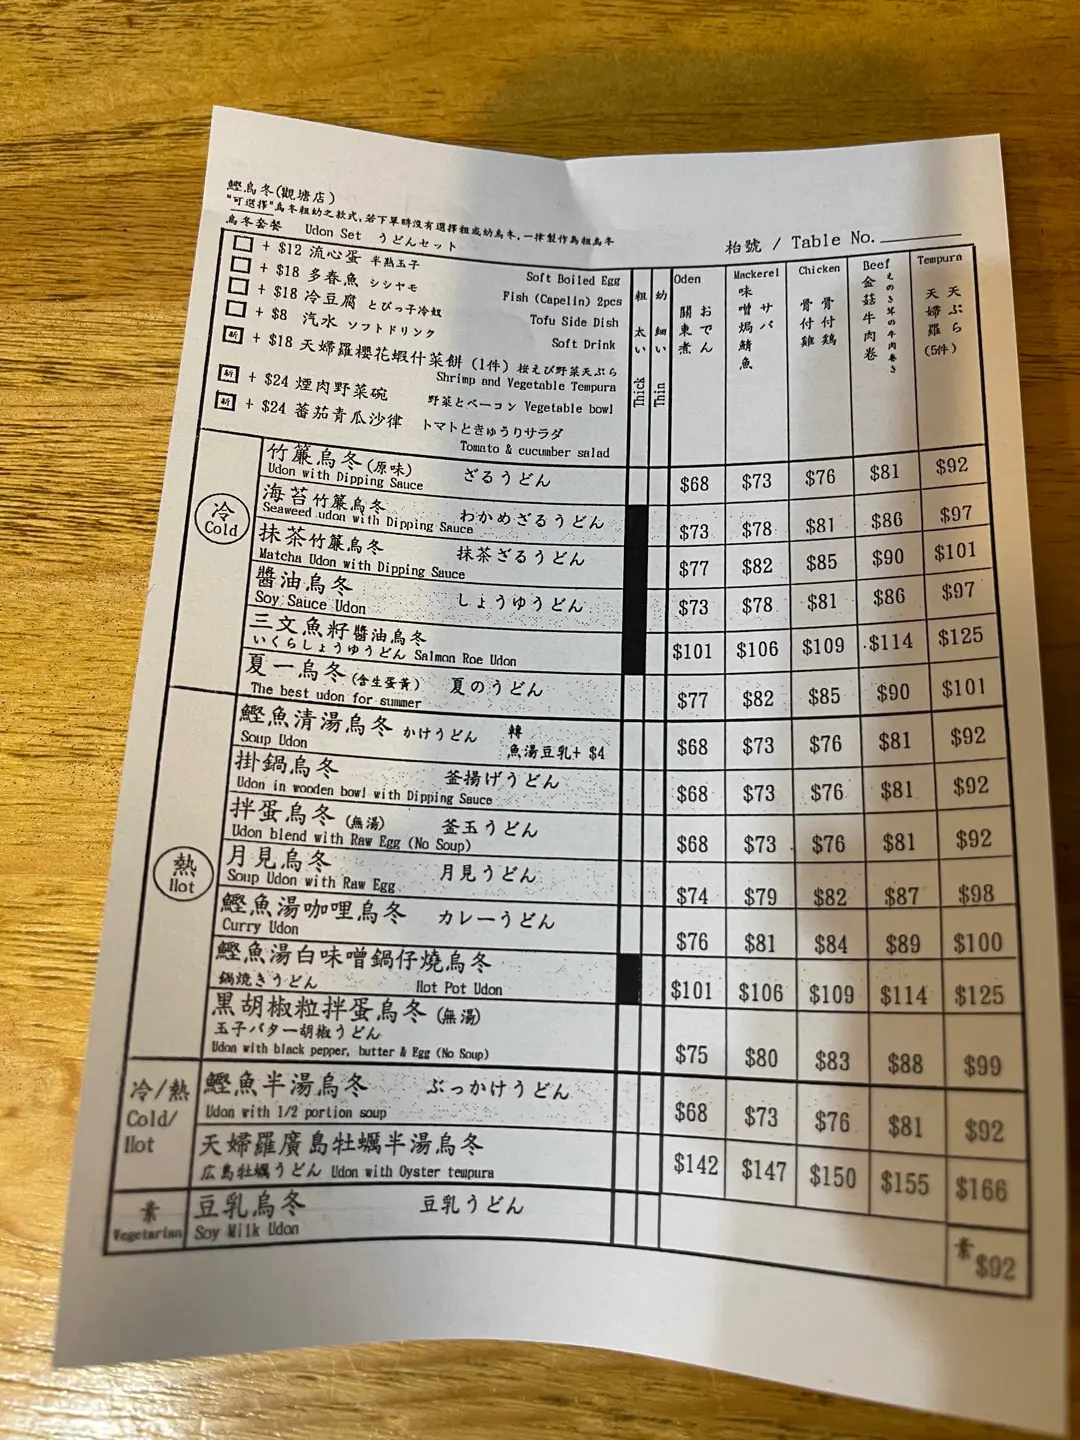 鰹烏冬(觀塘店)
"可選擇"烏冬粗幼之款式,若下單時沒有選擇粗或幼烏冬,一律製作為粗烏冬
烏冬套餐 Udon Set うどんセット
枱號 / Table No.
+ $12 流心蛋 半熟玉子 Soft Boiled Egg
+ $18 多春魚 シシャモ Fish (Capelin) 2pcs
+ $18 冷豆腐 とびっ子冷奴 Tofu Side Dish
+ $8 汽水 ソフトドリンク Soft Drink
新 + $18 天婦羅櫻花蝦什菜餅 (1件) 桜えび野菜天ぷら
Shrimp and Vegetable Tempura
新 + $24 煙肉野菜碗 野菜とベーコン Vegetable bowl
新 + $24 蕃茄青瓜沙律 トマトときゅうりサラダ
Tomato & cucumber salad
粗 太い Thick
幼 細い Thin
Oden 關東煮 おでん
Mackerel 味噌焗鯖魚 サバ
Chicken 骨付雞 骨付鶏
Beef 金菇牛肉卷 えのき茸の牛肉巻き
Tempura 天婦羅 天ぷら (5件)
冷 Cold
竹簾烏冬(原味) ざるうどん $68 $73 $76 $81 $92
Udon with Dipping Sauce
海苔竹簾烏冬 わかめざるうどん $73 $78 $81 $86 $97
Seaweed udon with Dipping Sauce
抹茶竹簾烏冬 抹茶ざるうどん $77 $82 $85 $90 $101
Matcha Udon with Dipping Sauce
醬油烏冬 しょうゆうどん $73 $78 $81 $86 $97
Soy Sauce Udon
三文魚籽醬油烏冬 $101 $106 $109 $114 $125
いくらしょうゆうどん Salmon Roe Udon
夏一烏冬(含生蛋黃) 夏のうどん $77 $82 $85 $90 $101
The best udon for summer
熱 Hot
鰹魚清湯烏冬 かけうどん 轉 $68 $73 $76 $81 $92
Soup Udon 魚湯豆乳+ $4
掛鍋烏冬 釜揚げうどん $68 $73 $76 $81 $92
Udon in wooden bowl with Dipping Sauce
拌蛋烏冬 (無湯) 釜玉うどん $68 $73 $76 $81 $92
Udon blend with Raw Egg (No Soup)
月見烏冬 月見うどん $74 $79 $82 $87 $98
Soup Udon with Raw Egg
鰹魚湯咖哩烏冬 カレーうどん $76 $81 $84 $89 $100
Curry Udon
鰹魚湯白味噌鍋仔燒烏冬 $101 $106 $109 $114 $125
鍋焼きうどん Hot Pot Udon
黑胡椒粒拌蛋烏冬 (無湯)
玉子バター胡椒うどん $75 $80 $83 $88 $99
Udon with black pepper, butter & Egg (No Soup)
冷/熱 Cold/Hot
鰹魚半湯烏冬 ぶっかけうどん $68 $73 $76 $81 $92
Udon with 1/2 portion soup
天婦羅廣島牡蠣半湯烏冬 $142 $147 $150 $155 $166
広島牡蠣うどん Udon with Oyster tempura
素 Vegetarian
豆乳烏冬 豆乳うどん 素 $92
Soy Milk Udon